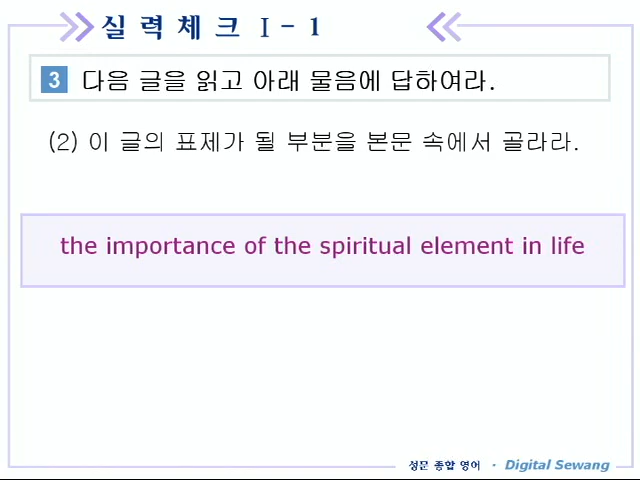 실 력 체 크 I - 1
3 다음 글을 읽고 아래 물음에 답하여라.
(2) 이 글의 표제가 될 부분을 본문 속에서 골라라.
the importance of the spiritual element in life
성문 종합 영어 · Digital Sewang